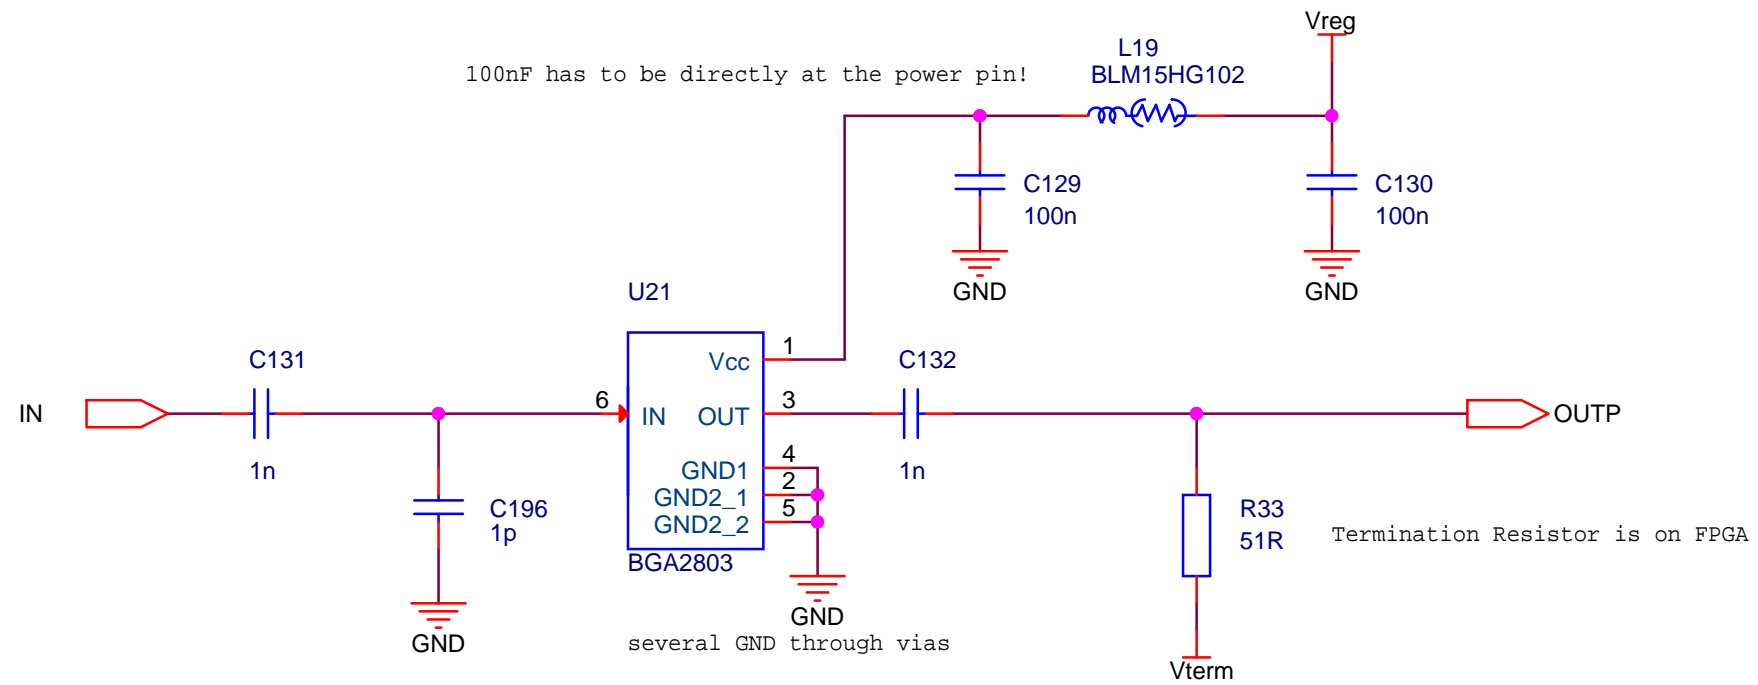 Vreg
L19
BLM15HG102
100nF has to be directly at the power pin!
C129
100n
C130
100n
GND
GND
U21
C131
1n
IN
6
IN
Vcc
1
OUT
3
GND1
4
GND2_1
2
GND2_2
5
BGA2803
C132
1n
OUTP
C196
1p
GND
GND
several GND through vias
R33
51R
Termination Resistor is on FPGA
Vterm